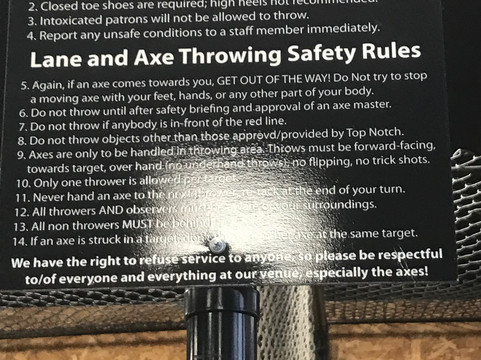 2. Closed toe shoes are required; high heels not recommended.
3. Intoxicated patrons will not be allowed to throw.
4. Report any unsafe conditions to a staff member immediately.
Lane and Axe Throwing Safety Rules
5. Again, if an axe comes towards you, GET OUT OF THE WAY! Do Not try to stop
a moving axe with your feet, hands, or any other part of your body.
6. Do not throw until after safety briefing and approval of an axe master.
7. Do not throw if anybody is in-front of the red line.
8. Do not throw objects other than those approvd/provided by Top Notch.
9. Axes are only to be handled in throwing area. Throws must be forward-facing,
towards target, over hand (no underhand throws); no flipping, no trick shots.
10. Only one thrower is allowed per target.
11. Never hand an axe to the at the end of your turn.
12. All throwers AND observers surroundings.
13. All non throwers MUST be behind
14. If an axe is struck in a target, axe at the same target.
We have the right to refuse service to anyone, so please be respectful
to/of everyone and everything at our venue, especially the axes!